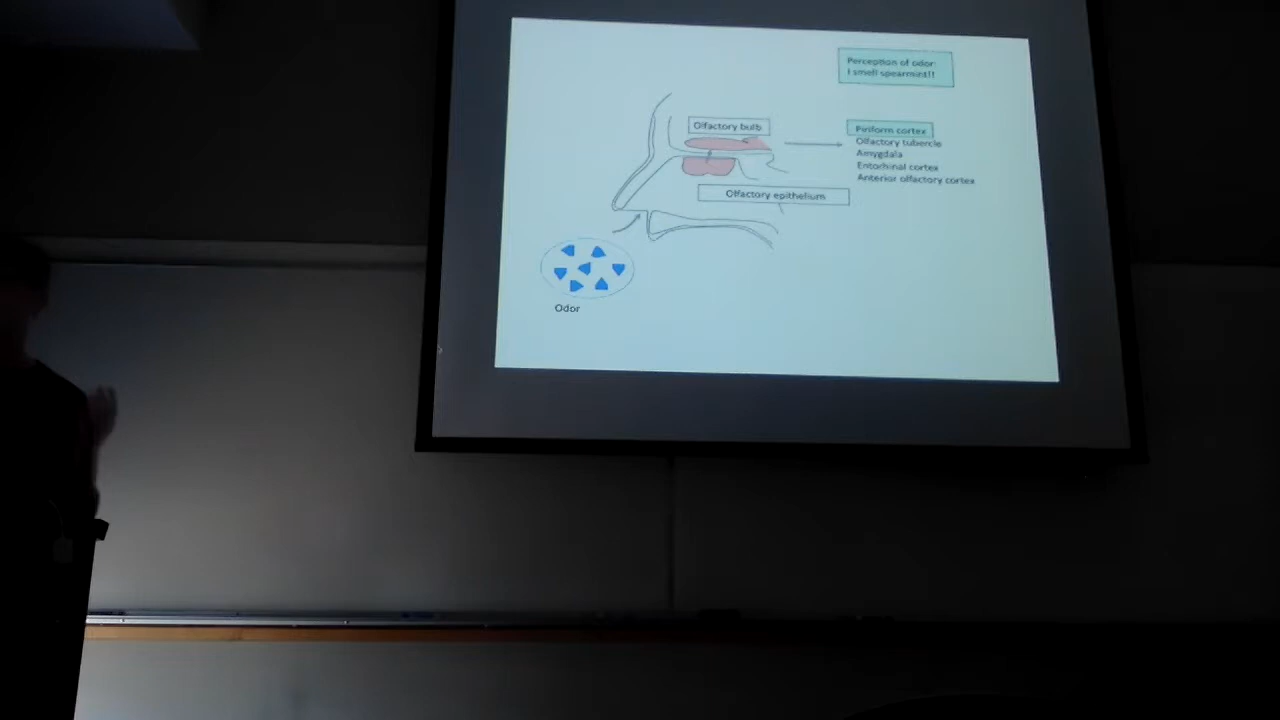 Perception of odor:
I smell spearmint!!
Olfactory bulb
Piriform cortex
Olfactory tubercle
Amygdala
Entorhinal cortex
Anterior olfactory cortex
Olfactory epithelium
Odor